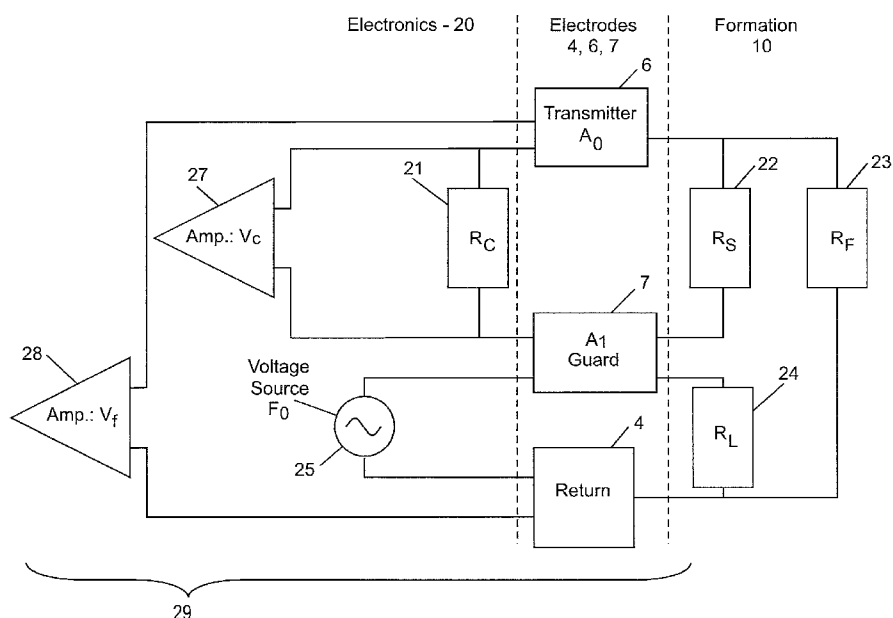 Electronics - 20
Electrodes
4, 6, 7
Formation
10
6
Transmitter
A0
27
21
22
23
Amp.: Vc
RC
RS
RF
7
A1
Guard
28
Voltage
Source
F0
24
Amp.: Vf
25
4
RL
Return
29